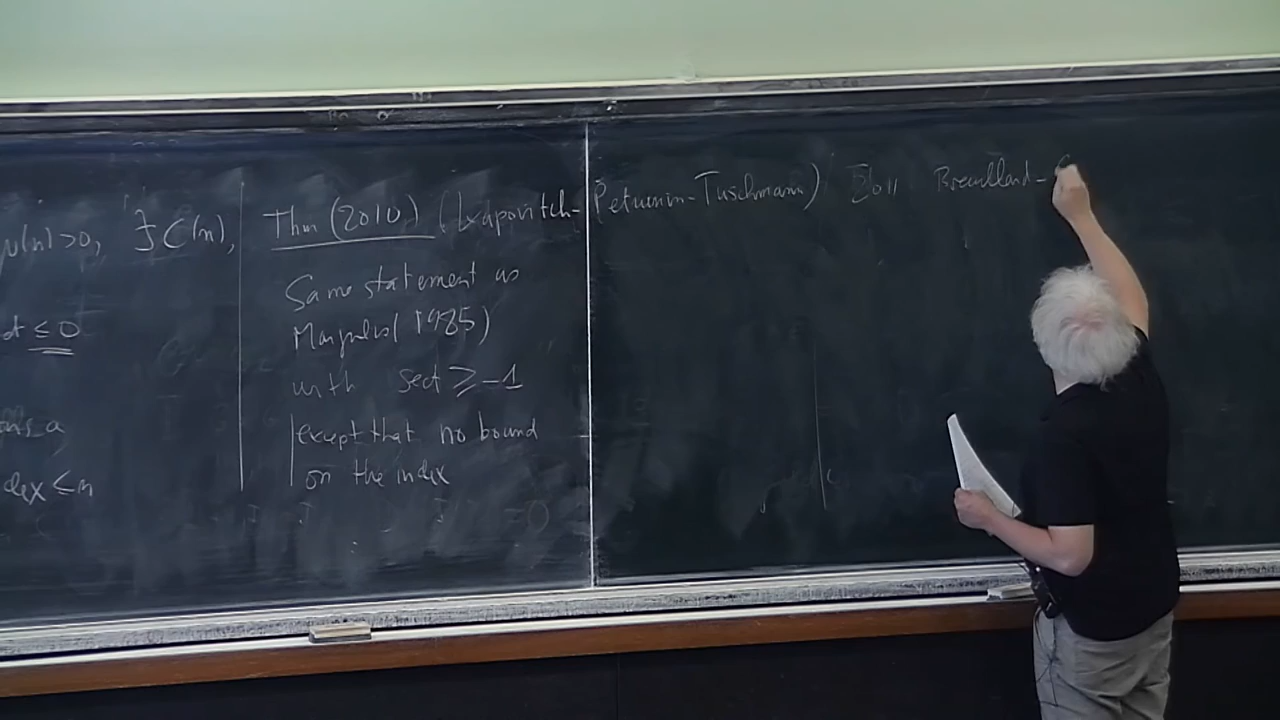 μ(n)>0, ∃ C(n),
≤ 0
a
index ≤ m
Thm (2010) (Kapovitch-Petrunin-Tuschmann) 2011 Breuillard-
Same statement as
Margulis (1985)
with sect ≥ -1
except that no bound
on the index